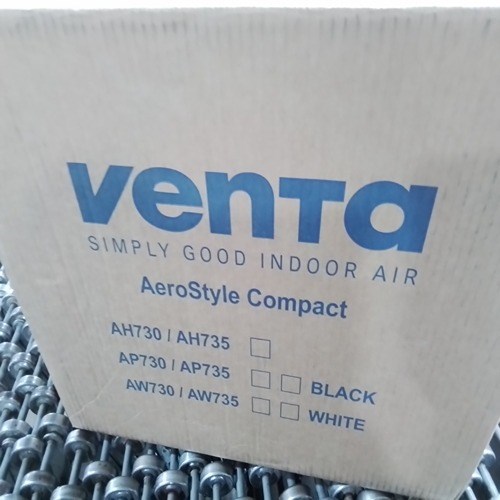 venTa
SIMPLY GOOD INDOOR AIR
AeroStyle Compact
AH730 / AH735
AP730 / AP735
BLACK
AW730 / AW735
WHITE